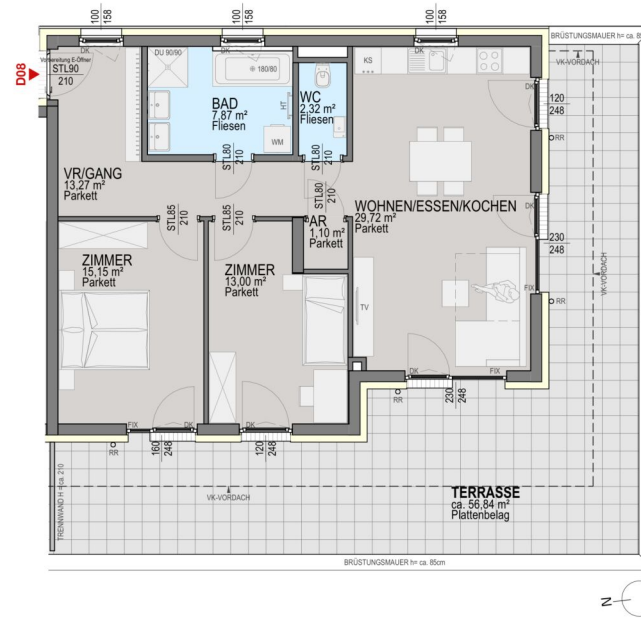 100
158
100
158
100
158
BRÜSTUNGSMAUER h= ca. 8
D08
Vorbereitung E-Öffner
STL90
210
DK
DU 90/90
DK
180/80
HT
WM
BAD
7,87 m²
Fliesen
WC
2,32 m²
Fliesen
KS
DK
VK-VORDACH
DK
120
248
RR
VR/GANG
13,27 m²
Parkett
STL80
210
STL80
210
STL80
210
STL85
210
STL85
210
AR
1,10 m²
Parkett
WOHNEN/ESSEN/KOCHEN
29,72 m²
Parkett
DK
230
248
VK-VORDACH
FIX
RR
ZIMMER
15,15 m²
Parkett
ZIMMER
13,00 m²
Parkett
TV
DK
FIX
230
248
RR
FIX
DK
160
248
DK
120
248
RR
TRENNWAND H = ca. 210
VK-VORDACH
TERRASSE
ca. 56,84 m²
Plattenbelag
BRÜSTUNGSMAUER h= ca. 85cm
N